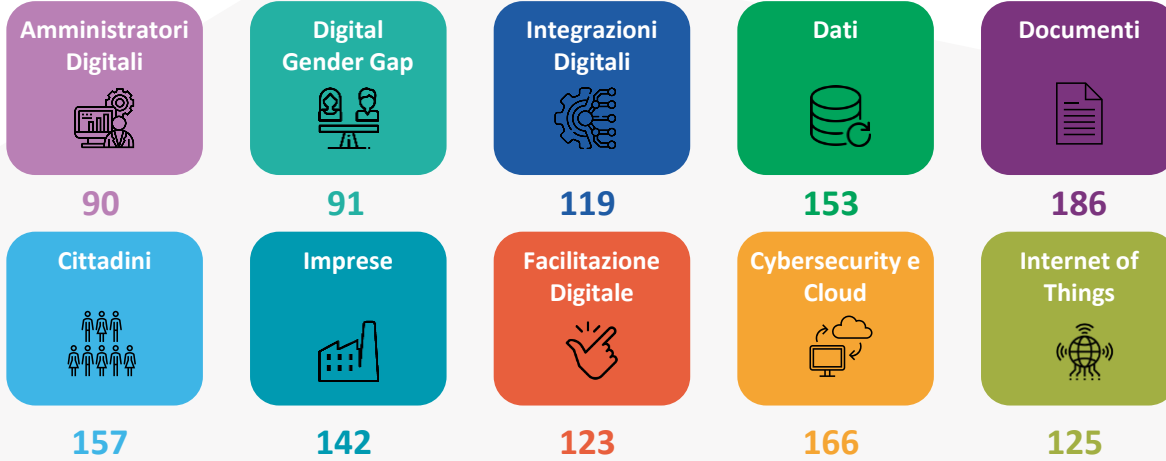 Amministratori
Digitali
Digital
Gender Gap
Integrazioni
Digitali
Dati
Documenti
90
91
119
153
186
Cittadini
Imprese
Facilitazione
Digitale
Cybersecurity e
Cloud
Internet of
Things
157
142
123
166
125